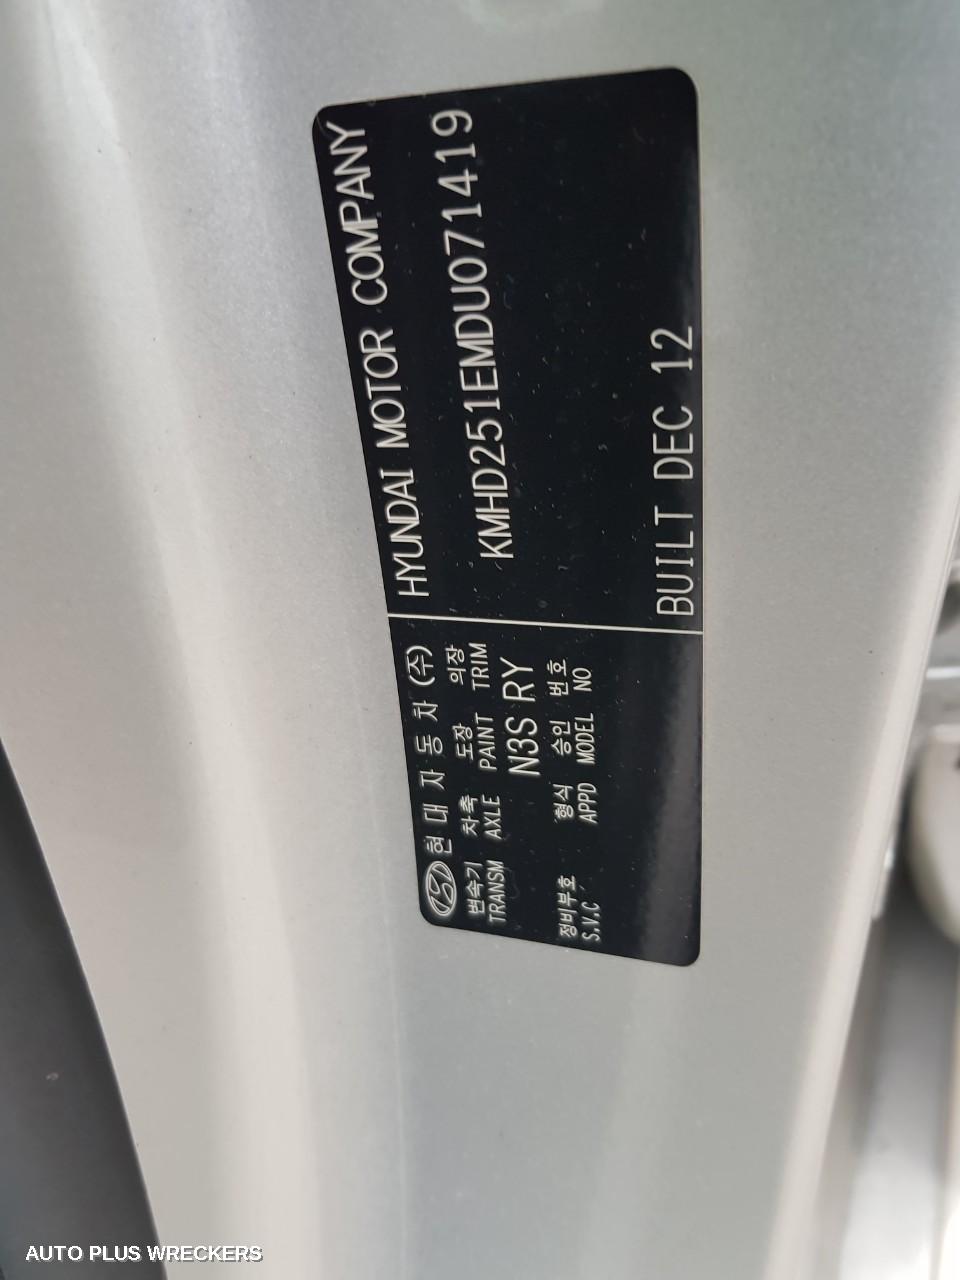 현대자동차(주)
HYUNDAI MOTOR COMPANY
변속기 차축 도장 의장
TRANSM AXLE PAINT TRIM
KMHD251EMDU071419
N3S RY
정비부호 형식 승인 번호
S.V.C APPD MODEL NO
BUILT DEC 12
AUTO PLUS WRECKERS